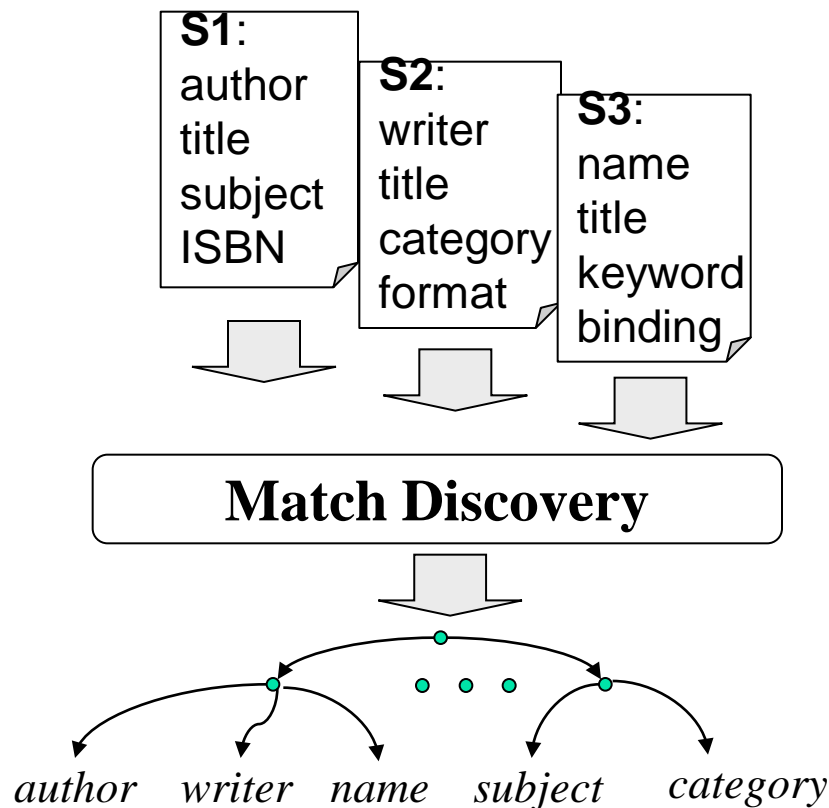 S1:
author
title
subject
ISBN
S2:
writer
title
category
format
S3:
name
title
keyword
binding
Match Discovery
author writer name subject category